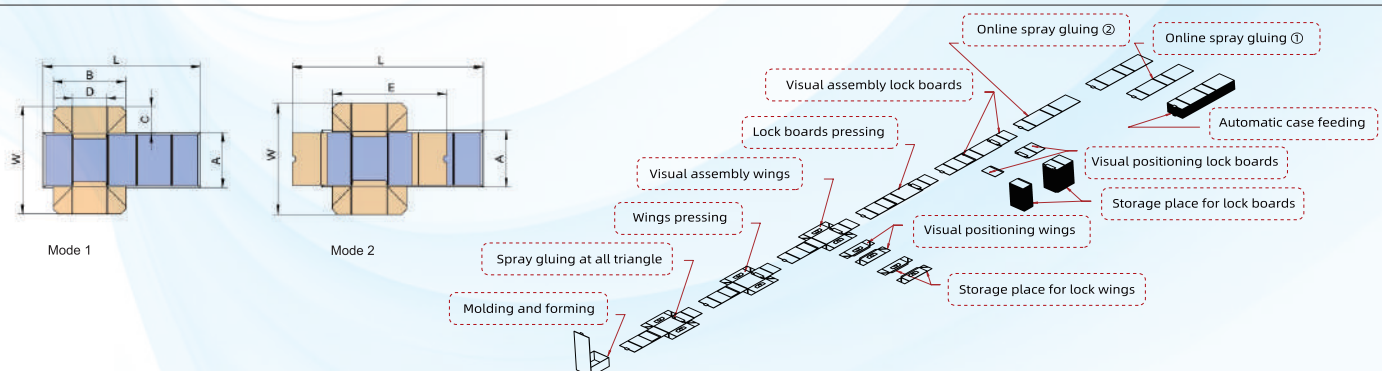 L
B
D
C
W
A
Mode 1
L
E
W
A
Mode 2
Online spray gluing ②
Online spray gluing ①
Visual assembly lock boards
Automatic case feeding
Lock boards pressing
Visual positioning lock boards
Visual assembly wings
Storage place for lock boards
Wings pressing
Visual positioning wings
Spray gluing at all triangle
Storage place for lock wings
Molding and forming